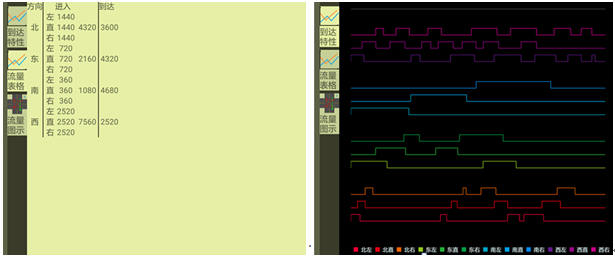 方向 进入 到达
左 1440
北 直 1440 4320 3600
右 1440
左 720
东 直 720 2160 4320
右 720
左 360
南 直 360 1080 4680
右 360
左 2520
西 直 2520 7560 2520
右 2520
到达
特性
流量
表格
流量
图示
到达
特性
流量
表格
流量
图示
北左 北直 北右 东左 东直 东右 南左 南直 南右 西左 西直 西右